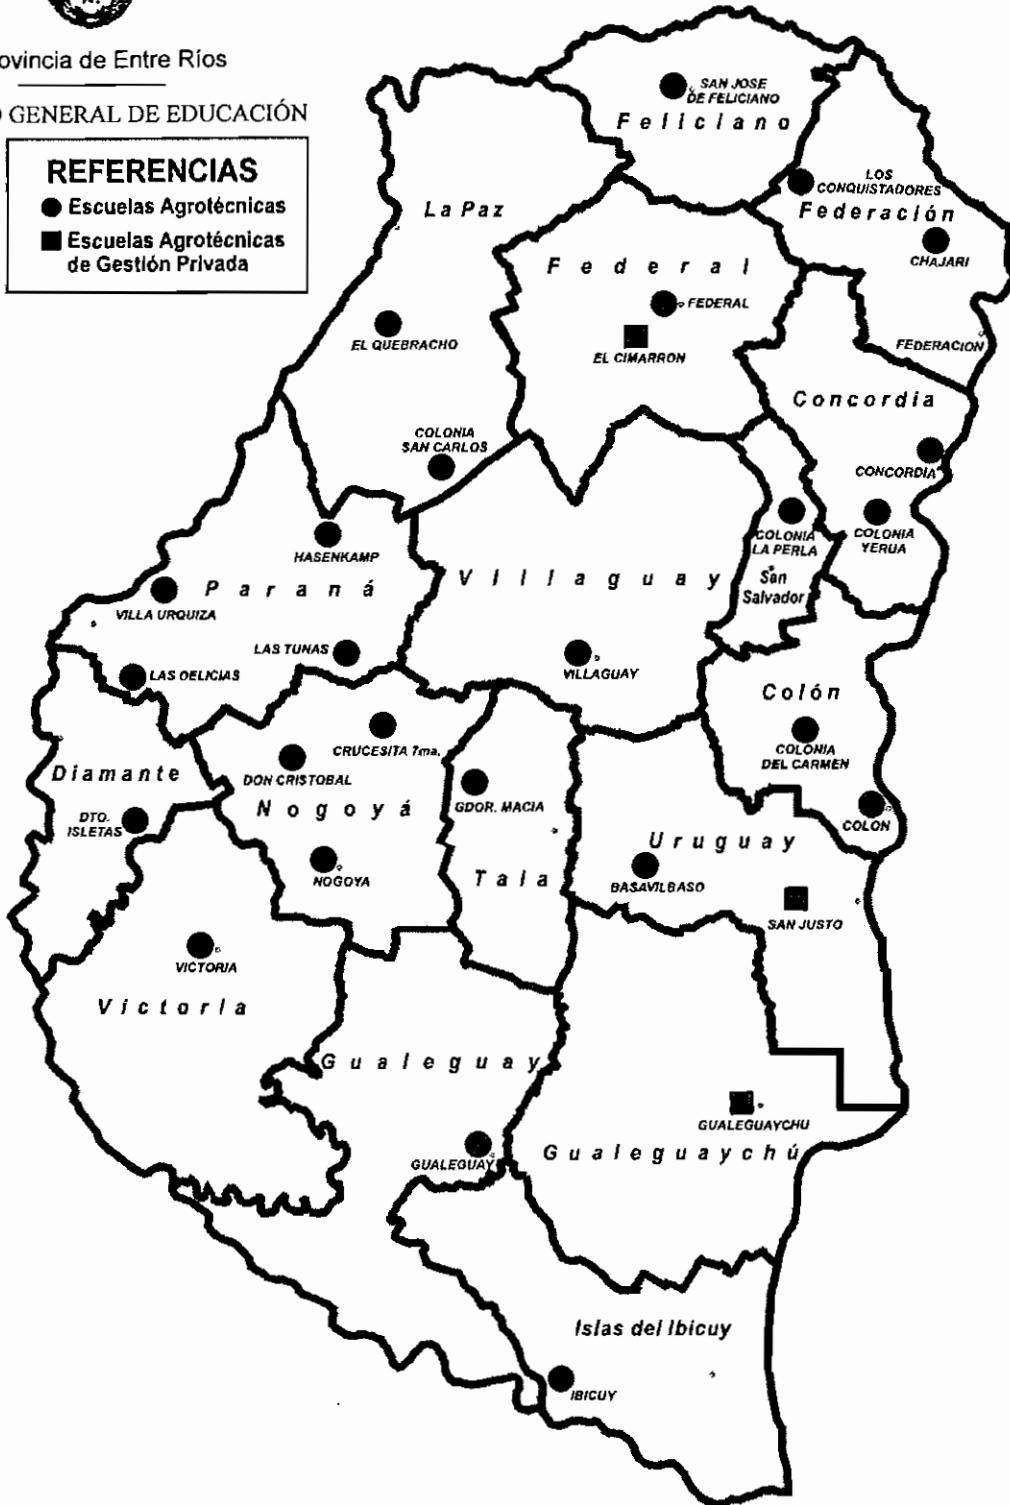 ovincia de Entre Ríos
GENERAL DE EDUCACIÓN
REFERENCIAS
Escuelas Agrotécnicas
Escuelas Agrotécnicas
de Gestión Privada
SAN JOSE
DE FELICIANO
Feliciano
LOS
CONQUISTADORES
Federación
CHAJARI
La Paz
Federal
FEDERAL
EL CIMARRON
EL QUEBRACHO
FEDERACION
Concordia
COLONIA
SAN CARLOS
CONCORDIA
COLONIA
LA PERLA
COLONIA
YERUA
HASENKAMP
Paraná
Villaguay
San
Salvador
VILLA URQUIZA
LAS TUNAS
VILLAGUAY
LAS DELICIAS
Colón
COLONIA
DEL CARMEN
CRUCESITA 7ma.
DON CRISTOBAL
Diamante
Nogoyá
GDOR. MACIA
DTO.
ISLETAS
COLON
Uruguay
NOGOYA
Tala
BASAVILBASO
SAN JUSTO
VICTORIA
Victoria
Gualeguay
GUALEGUAYCHU
GUALEGUAY
Gualeguaychú
Islas del Ibicuy
IBICUY